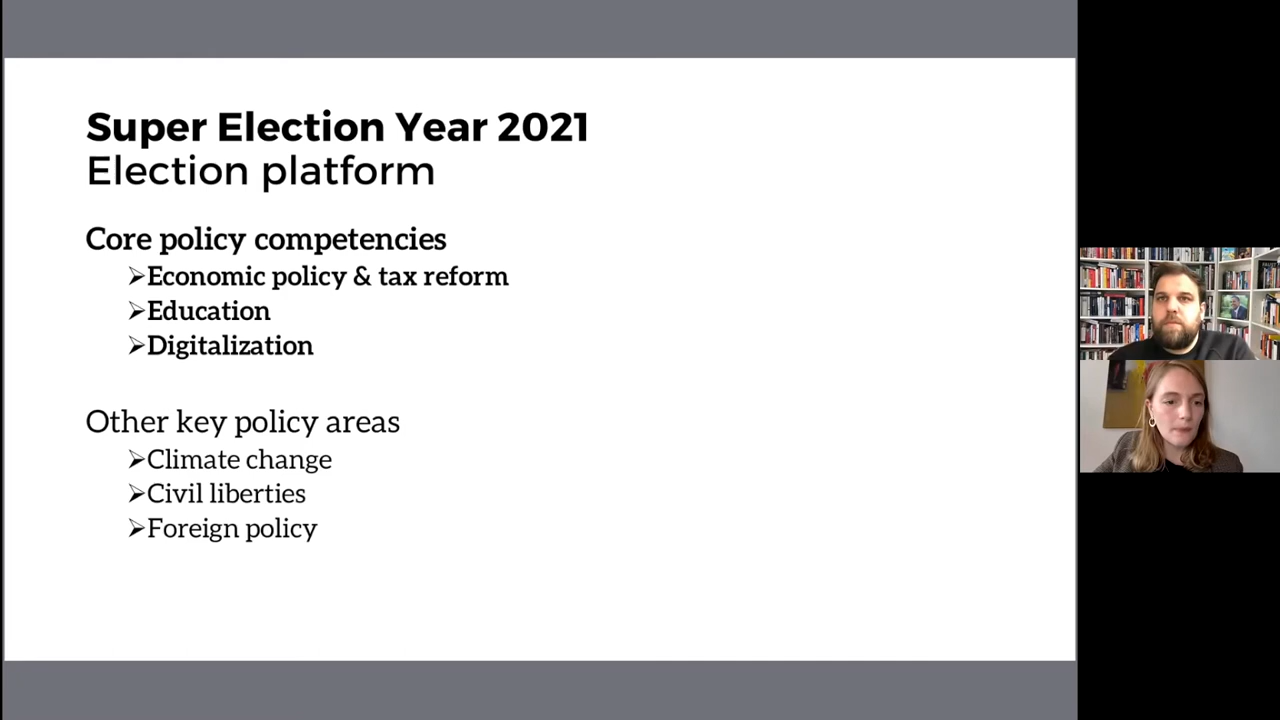 Super Election Year 2021
Election platform
Core policy competencies
➢Economic policy & tax reform
➢Education
➢Digitalization
Other key policy areas
➢Climate change
➢Civil liberties
➢Foreign policy